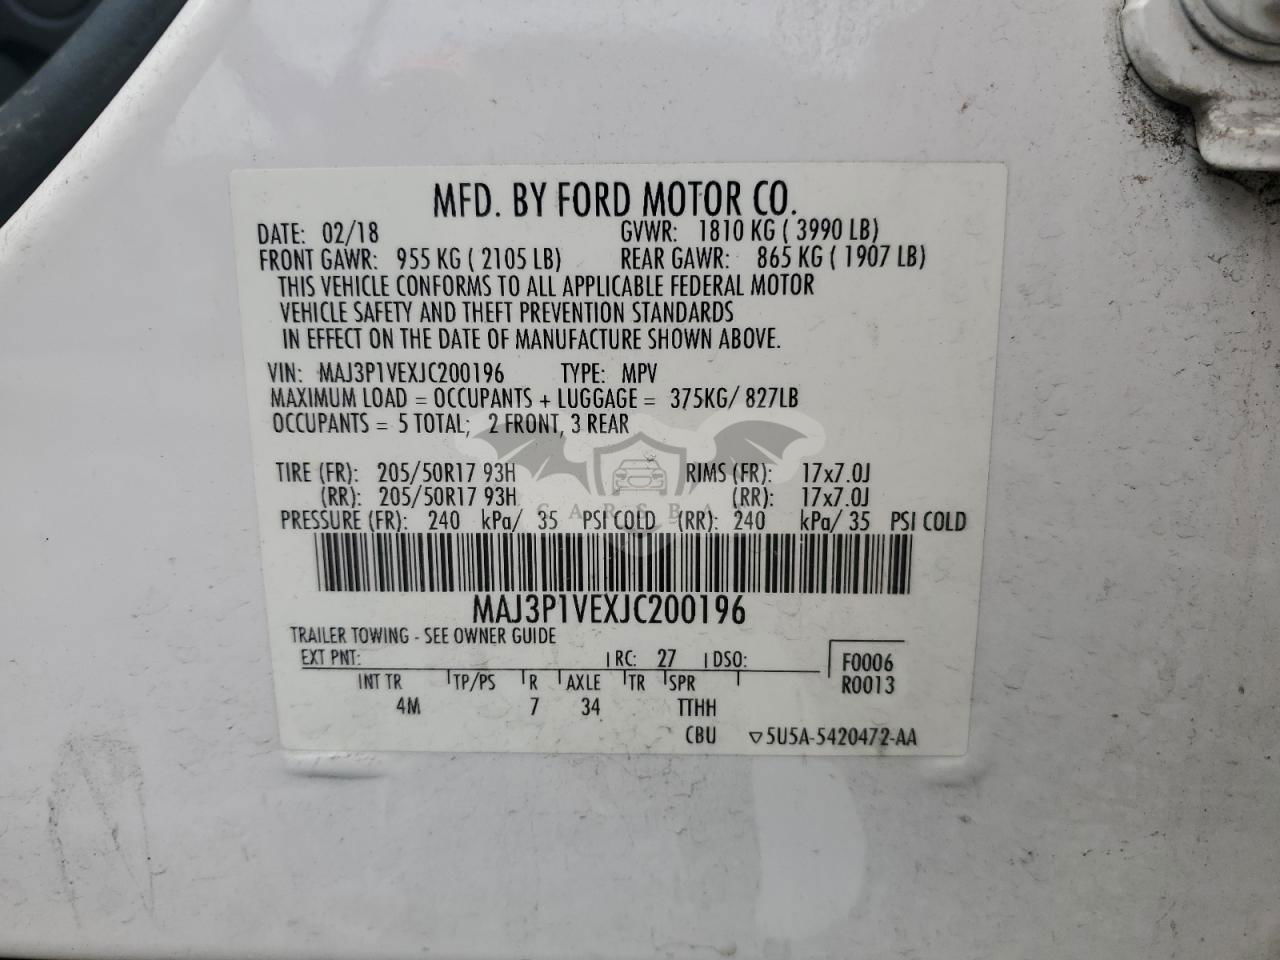 MFD. BY FORD MOTOR CO.
DATE: 02/18 GVWR: 1810 KG ( 3990 LB)
FRONT GAWR: 955 KG ( 2105 LB) REAR GAWR: 865 KG ( 1907 LB)
THIS VEHICLE CONFORMS TO ALL APPLICABLE FEDERAL MOTOR
VEHICLE SAFETY AND THEFT PREVENTION STANDARDS
IN EFFECT ON THE DATE OF MANUFACTURE SHOWN ABOVE.
VIN: MAJ3P1VEXJC200196 TYPE: MPV
MAXIMUM LOAD = OCCUPANTS + LUGGAGE = 375KG/ 827LB
OCCUPANTS = 5 TOTAL; 2 FRONT, 3 REAR
TIRE (FR): 205/50R17 93H RIMS (FR): 17x7.0J
(RR): 205/50R17 93H (RR): 17x7.0J
PRESSURE (FR): 240 kPa/ 35 PSI COLD (RR): 240 kPa/ 35 PSI COLD
MAJ3P1VEXJC200196
TRAILER TOWING - SEE OWNER GUIDE
EXT PNT: RC: 27 DSO: F0006
INT TR TP/PS R AXLE TR SPR R0013
4M 7 34 TTHH
CBU ▽5U5A-5420472-AA